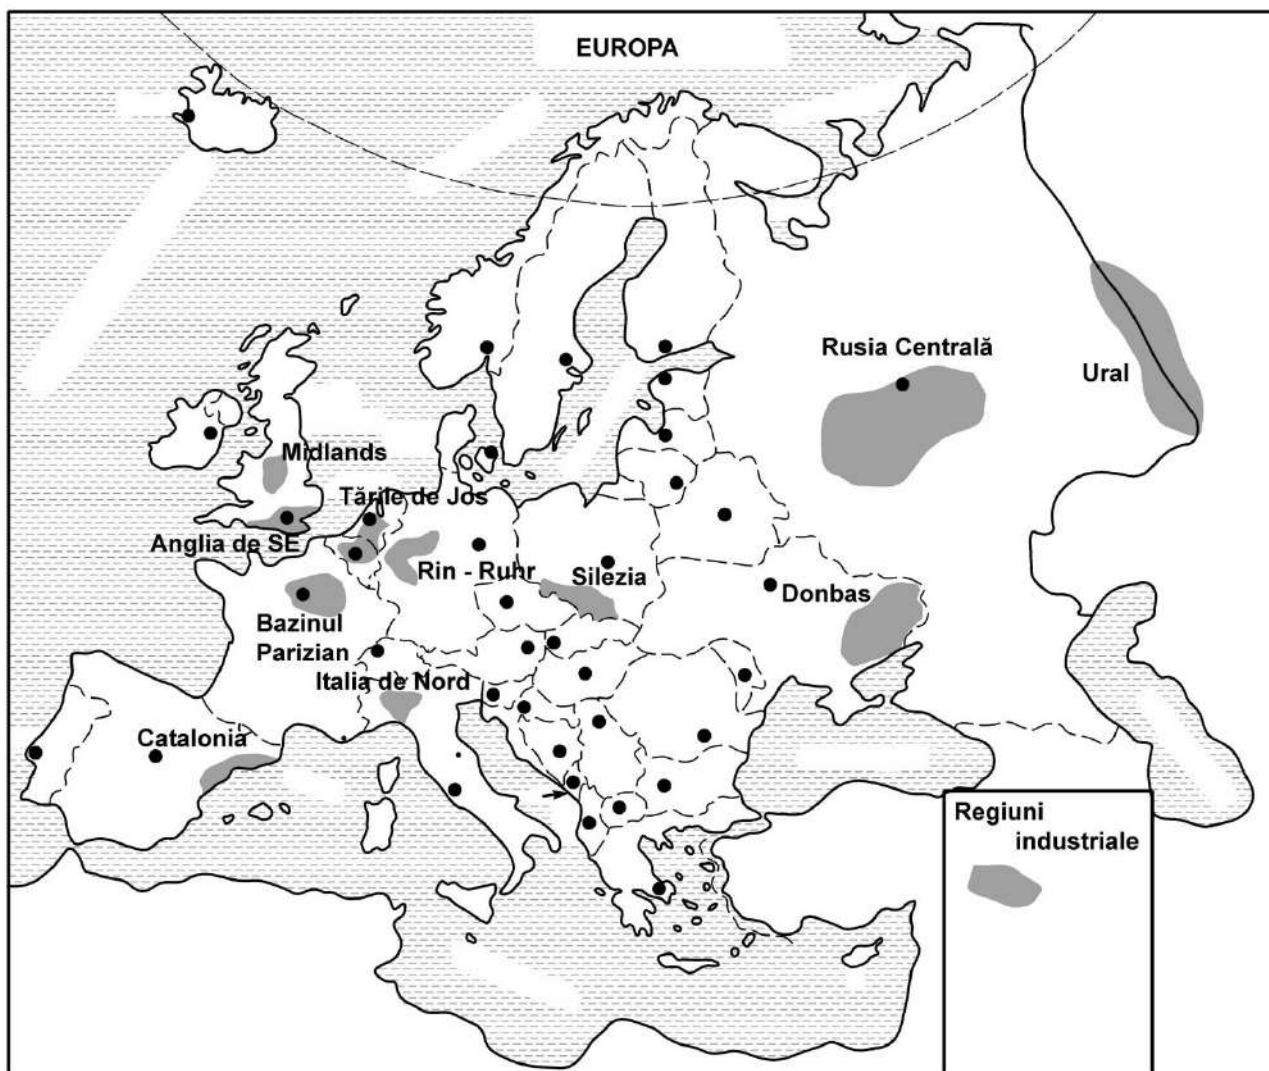 EUROPA
Rusia Centrală
Ural
Midlands
Tările de Jos
Anglia de SE
Rin - Ruhr
Silezia
Donbas
Bazinul
Parizian
Italia de Nord
Catalonia
Regiuni
industriale